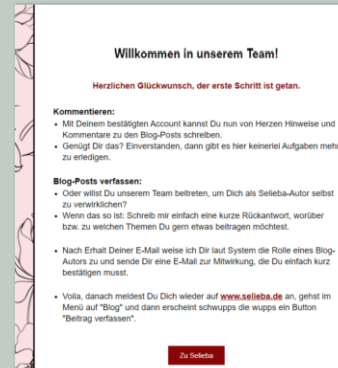 Willkommen in unserem Team!
Herzlichen Glückwunsch, der erste Schritt ist getan.
Kommentieren:
• Mit Deinem bestätigten Account kannst Du nun von Herzen Hinweise und
Kommentare zu den Blog-Posts schreiben.
• Genügt Dir das? Einverstanden, dann gibt es hier keinerlei Aufgaben mehr
zu erledigen.
Blog-Posts verfassen:
• Oder willst Du unserem Team beitreten, um Dich als Selieba-Autor selbst
zu verwirklichen?
• Wenn das so ist: Schreib mir einfach eine kurze Rückantwort, worüber
bzw. zu welchen Themen Du gern etwas beitragen möchtest.
• Nach Erhalt Deiner E-Mail weise ich Dir laut System die Rolle eines Blog-
Autors zu und sende Dir eine E-Mail zur Mitwirkung, die Du einfach kurz
bestätigen musst.
• Voila, danach meldest Du Dich wieder auf www.selieba.de an, gehst im
Menü auf "Blog" und dann erscheint schwupps die wupps ein Button
"Beitrag verfassen".
Zu Selieba